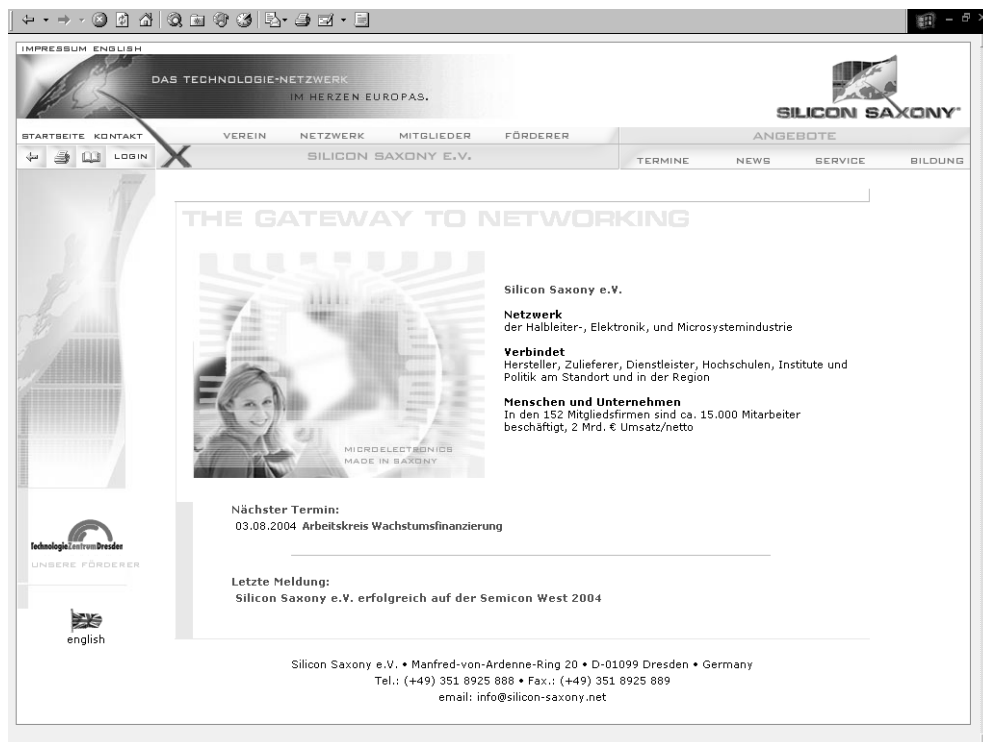 IMPRESSUM ENGLISH
DAS TECHNOLOGIE-NETZWERK
IM HERZEN EUROPAS.
SILICON SAXONY
STARTSEITE KONTAKT
VEREIN NETZWERK MITGLIEDER FÖRDERER
ANGEBOTE
LOGIN
SILICON SAXONY E.V.
TERMINE NEWS SERVICE BILDUNG
THE GATEWAY TO NETWORKING
MICROELECTRONICS
MADE IN SAXONY
Silicon Saxony e.V.
Netzwerk
der Halbleiter-, Elektronik, und Microsystemindustrie
Verbindet
Hersteller, Zulieferer, Dienstleister, Hochschulen, Institute und
Politik am Standort und in der Region
Menschen und Unternehmen
In den 152 Mitgliedsfirmen sind ca. 15.000 Mitarbeiter
beschäftigt, 2 Mrd. € Umsatz/netto
Nächster Termin:
03.08.2004 Arbeitskreis Wachstumsfinanzierung
Letzte Meldung:
Silicon Saxony e.V. erfolgreich auf der Semicon West 2004
TechnologieZentrumDresden
UNSERE FÖRDERER
english
Silicon Saxony e.V. • Manfred-von-Ardenne-Ring 20 • D-01099 Dresden • Germany
Tel.: (+49) 351 8925 888 • Fax.: (+49) 351 8925 889
email: info@silicon-saxony.net